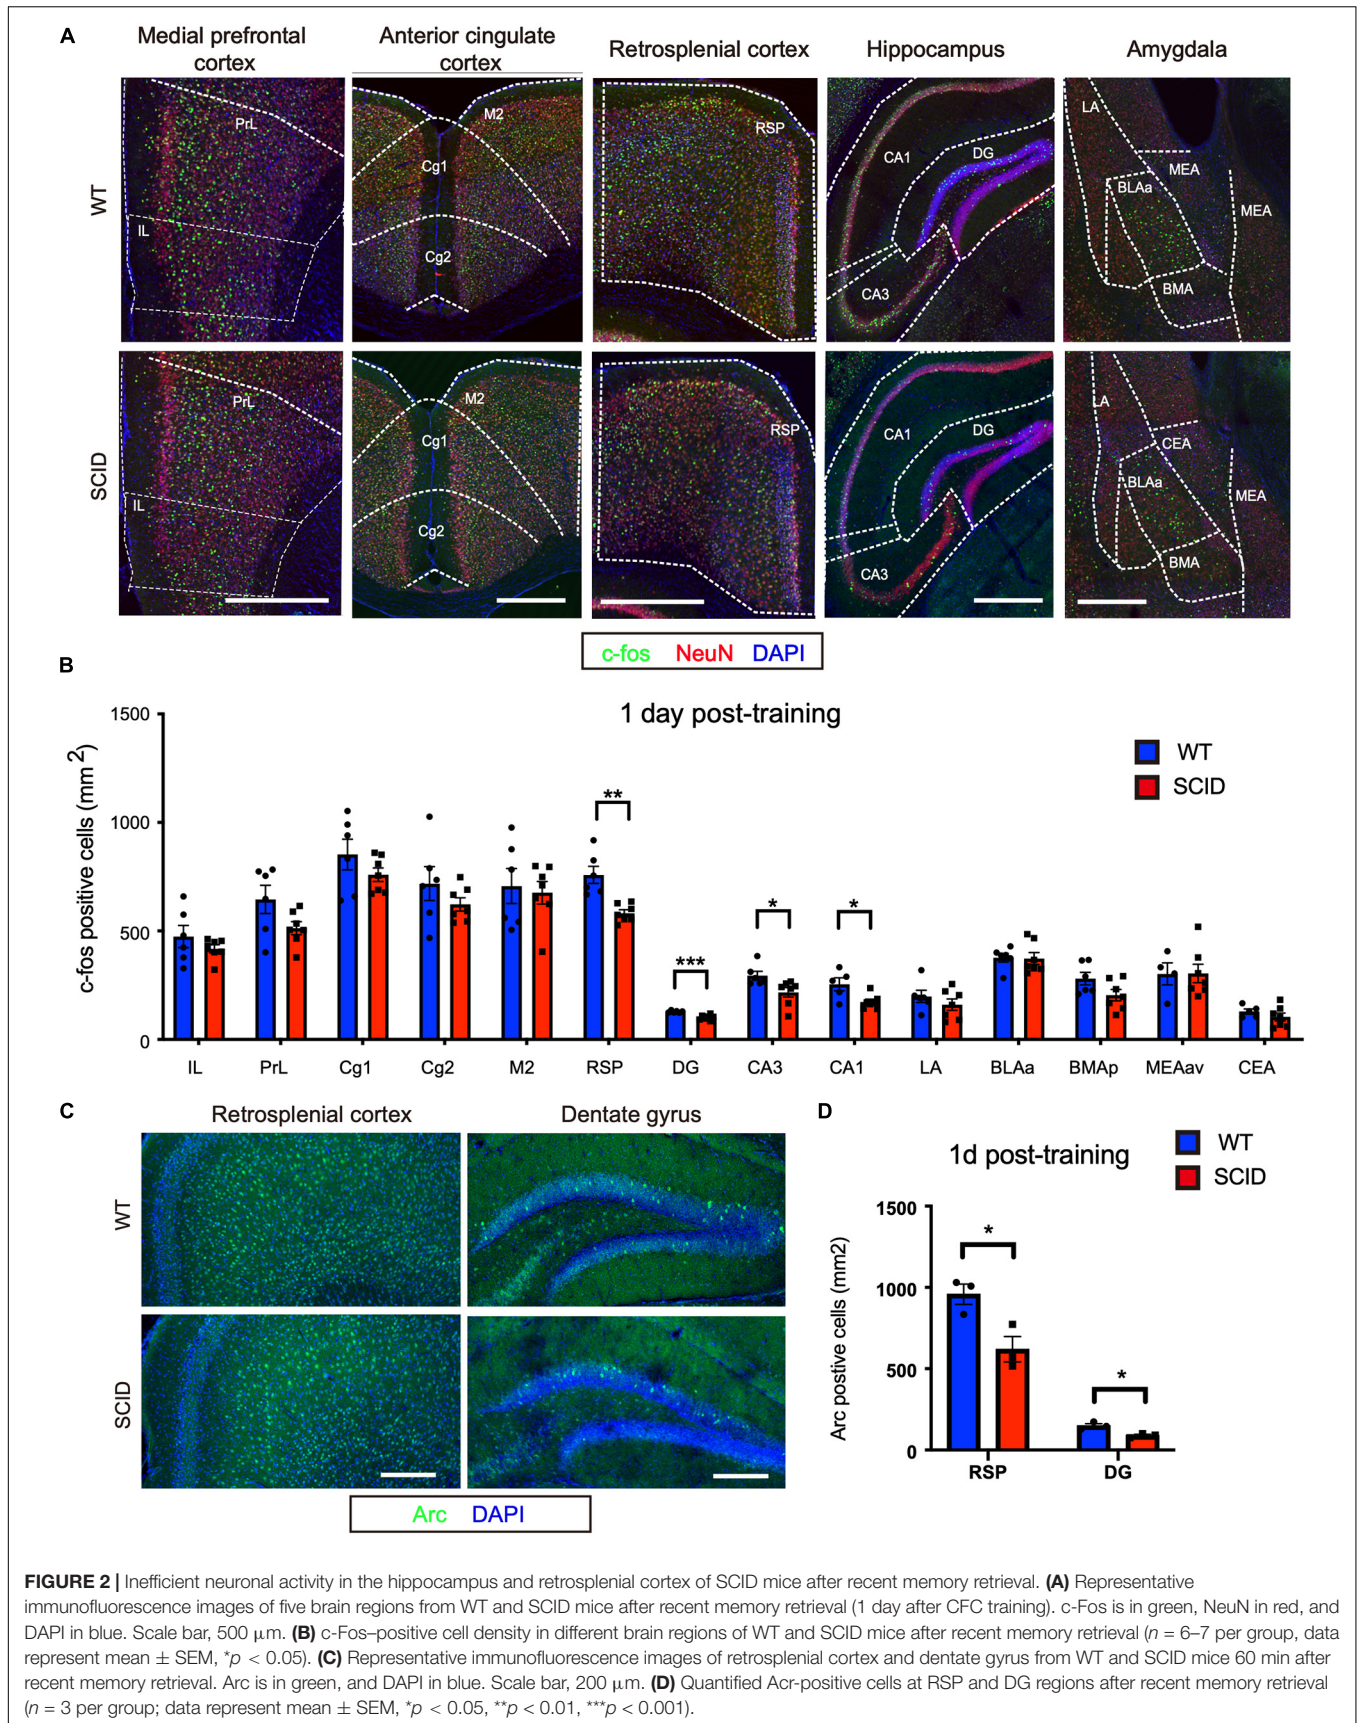 A
Medial prefrontal
cortex
Anterior cingulate
cortex
Retrosplenial cortex
Hippocampus
Amygdala
WT
PrL
IL
M2
Cg1
Cg2
RSP
CA1
DG
CA3
LA
MEA
BLAa
MEA
BMA
SCID
PrL
IL
M2
Cg1
Cg2
RSP
CA1
DG
CA3
LA
CEA
BLAa
MEA
BMA
c-fos NeuN DAPI
B
1 day post-training
c-fos positive cells (mm 2)
1500
1000
500
0
WT
SCID
**
***
*
*
IL PrL Cg1 Cg2 M2 RSP DG CA3 CA1 LA BLAa BMAp MEAav CEA
C
Retrosplenial cortex
Dentate gyrus
WT
SCID
Arc DAPI
D
1d post-training
WT
SCID
Arc positive cells (mm2)
1500
1000
500
0
*
*
RSP DG
FIGURE 2 | Inefficient neuronal activity in the hippocampus and retrosplenial cortex of SCID mice after recent memory retrieval. (A) Representative
immunofluorescence images of five brain regions from WT and SCID mice after recent memory retrieval (1 day after CFC training). c-Fos is in green, NeuN in red, and
DAPI in blue. Scale bar, 500 μm. (B) c-Fos–positive cell density in different brain regions of WT and SCID mice after recent memory retrieval (n = 6–7 per group, data
represent mean ± SEM, *p < 0.05). (C) Representative immunofluorescence images of retrosplenial cortex and dentate gyrus from WT and SCID mice 60 min after
recent memory retrieval. Arc is in green, and DAPI in blue. Scale bar, 200 μm. (D) Quantified Acr-positive cells at RSP and DG regions after recent memory retrieval
(n = 3 per group; data represent mean ± SEM, *p < 0.05, **p < 0.01, ***p < 0.001).